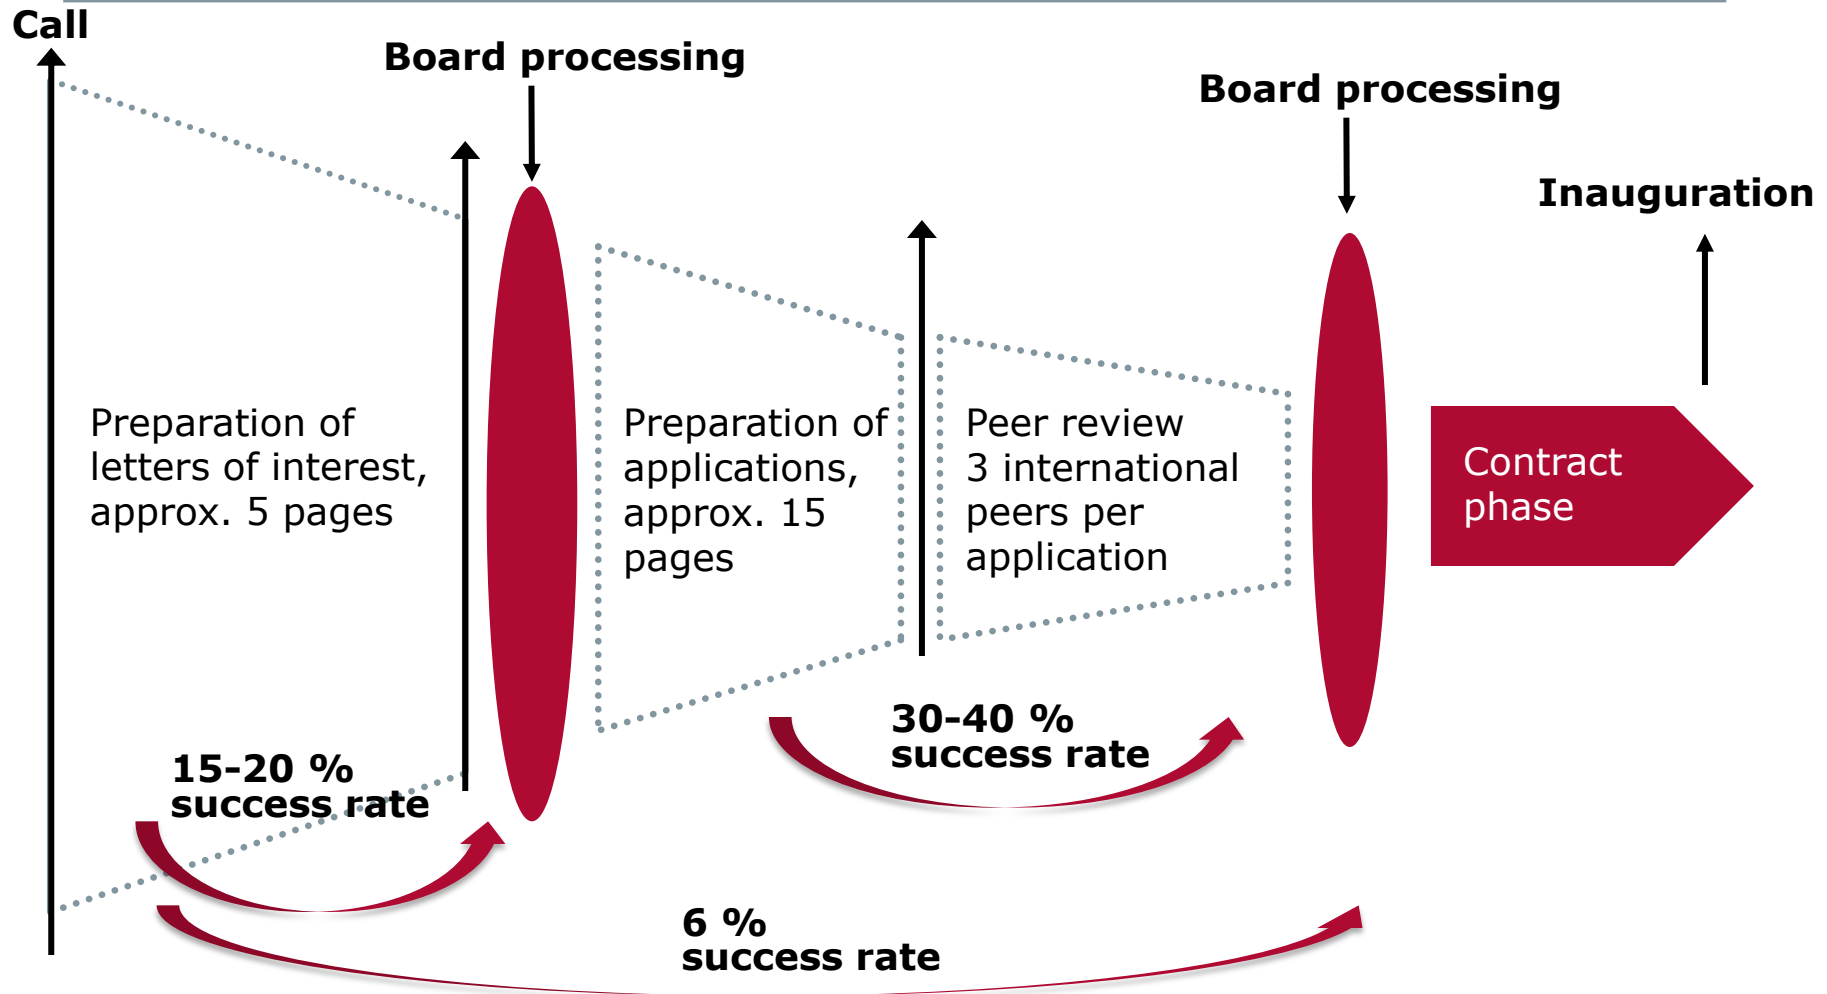 Call
Board processing
Board processing
Inauguration
Preparation of
letters of interest,
approx. 5 pages
Preparation of
applications,
approx. 15
pages
Peer review
3 international
peers per
application
Contract
phase
15-20 %
success rate
30-40 %
success rate
6 %
success rate